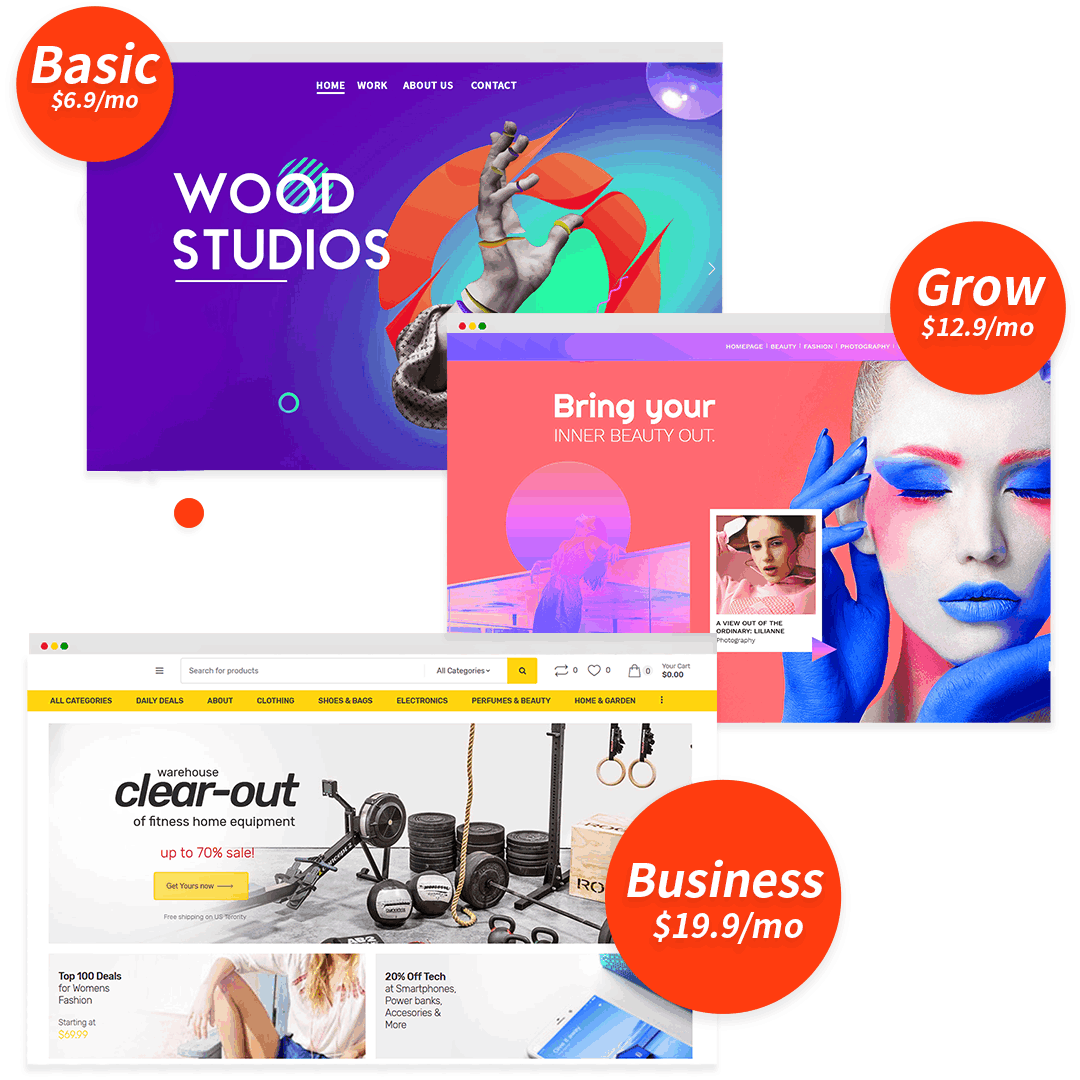 Basic
$6.9/mo
HOME WORK ABOUT US CONTACT
WOOD
STUDIOS
Grow
$12.9/mo
HOMEPAGE | BEAUTY | FASHION | PHOTOGRAPHY |
Bring your
INNER BEAUTY OUT.
A VIEW OUT OF THE
ORDINARY: LILIANNE
Photography
Search for products All Categories 0 0 0 Your Cart
$0.00
ALL CATEGORIES DAILY DEALS ABOUT CLOTHING SHOES & BAGS ELECTRONICS PERFUMES & BEAUTY HOME & GARDEN
warehouse
clear-out
of fitness home equipment
up to 70% sale!
Get Yours now
Free shipping on US Terority
concept 2
RO
Business
$19.9/mo
Top 100 Deals
for Womens
Fashion
Starting at
$69.99
20% Off Tech
at Smartphones,
Power banks,
Accesories &
More